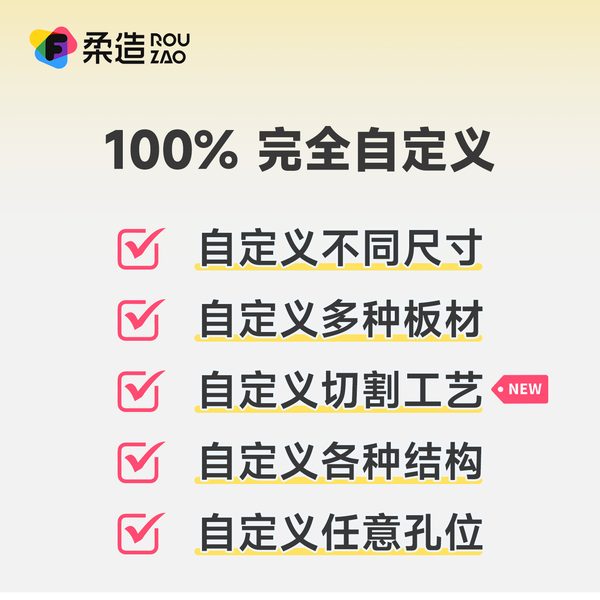 F 柔造 ROU
ZAO
100% 完全自定义
自定义不同尺寸
自定义多种板材
自定义切割工艺 NEW
自定义各种结构
自定义任意孔位